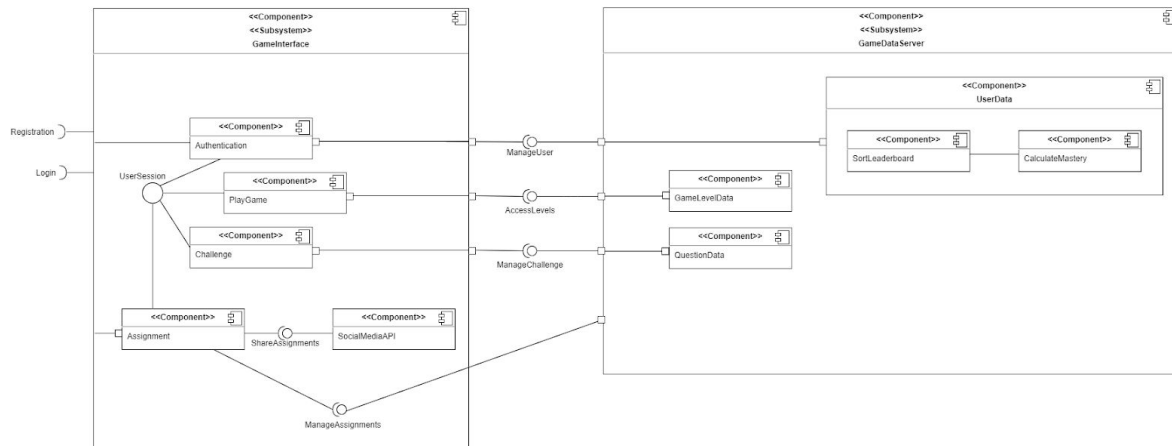 <<Component>>
<<Subsystem>>
GameInterface
<<Component>>
<<Subsystem>>
GameDataServer
<<Component>>
UserData
Registration
<<Component>>
Authentication
ManageUser
<<Component>>
SortLeaderboard
<<Component>>
CalculateMastery
Login
UserSession
<<Component>>
PlayGame
AccessLevels
<<Component>>
GameLevelData
<<Component>>
Challenge
ManageChallenge
<<Component>>
QuestionData
<<Component>>
Assignment
ShareAssignments
<<Component>>
SocialMediaAPI
ManageAssignments